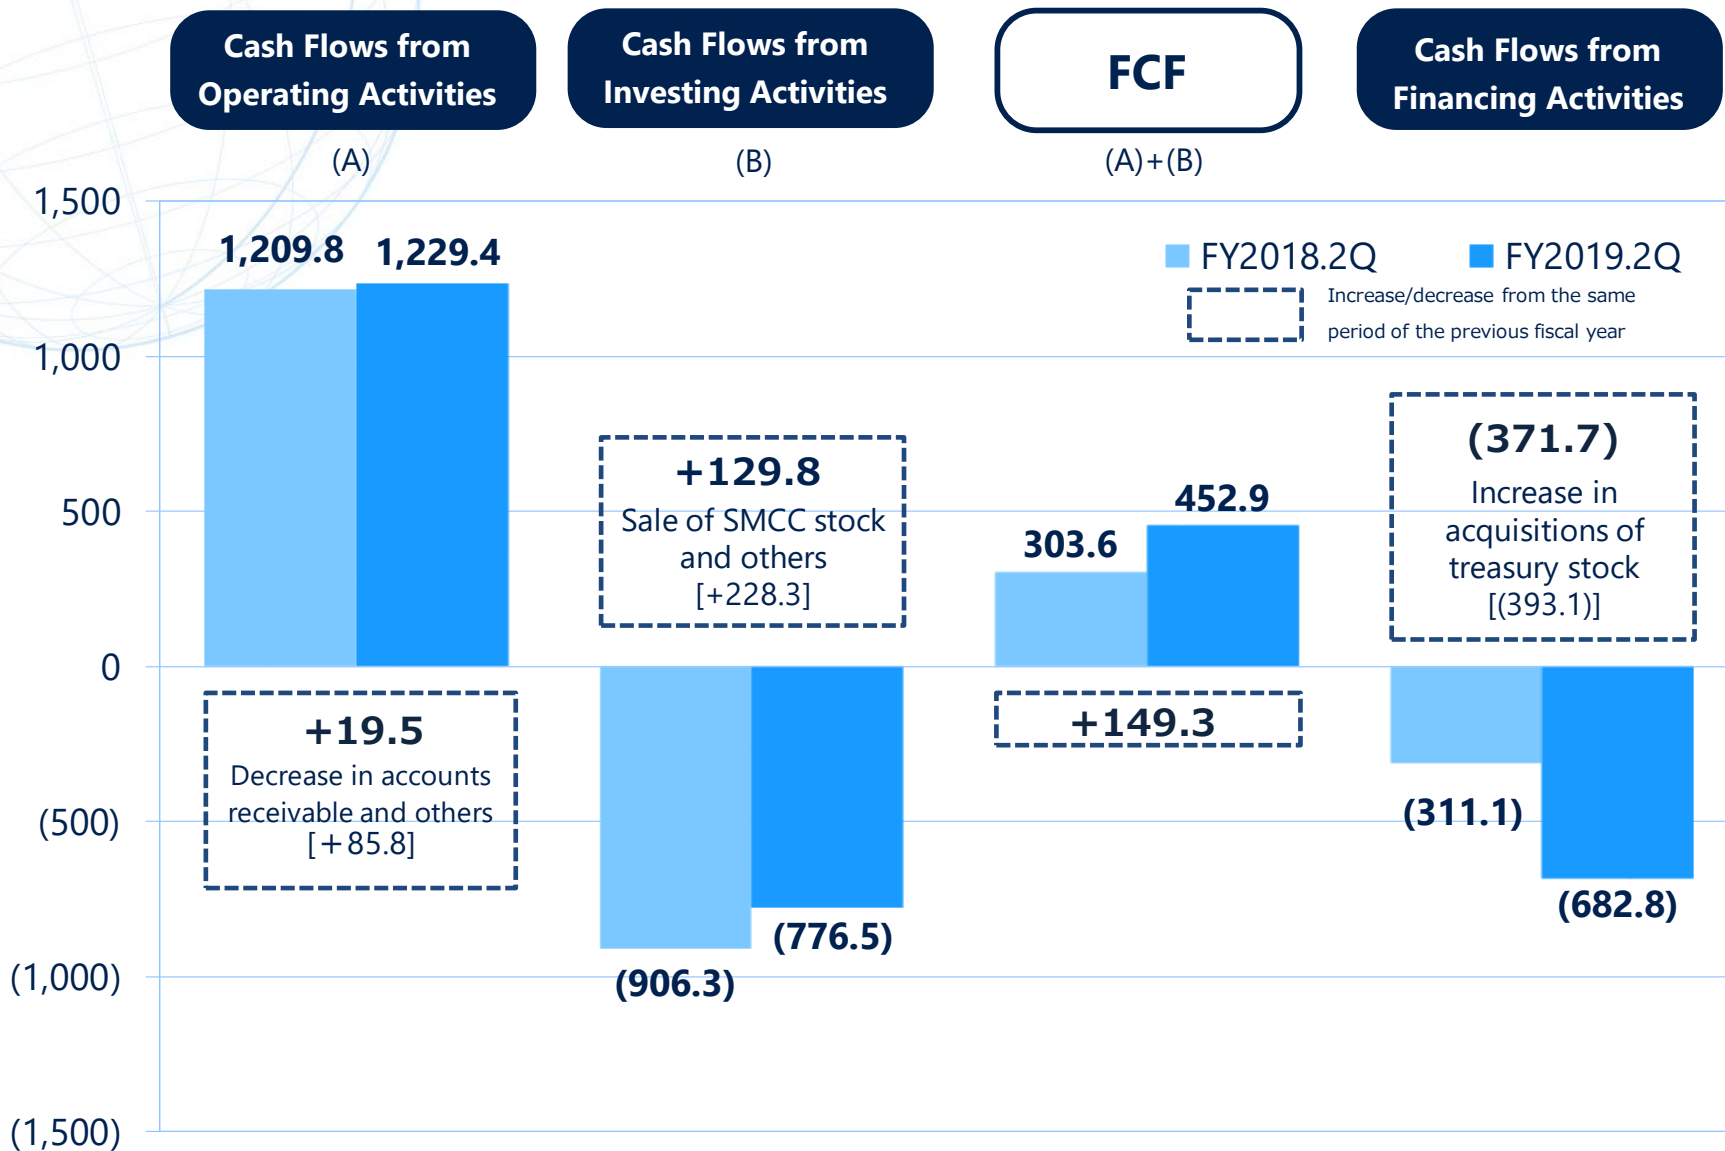 Cash Flows from
Operating Activities
(A)
Cash Flows from
Investing Activities
(B)
FCF
(A)+(B)
Cash Flows from
Financing Activities
FY2018.2Q
FY2019.2Q
Increase/decrease from the same
period of the previous fiscal year
1,500
1,000
500
0
(500)
(1,000)
(1,500)
1,209.8
1,229.4
+19.5
Decrease in accounts
receivable and others
[+85.8]
+129.8
Sale of SMCC stock
and others
[+228.3]
(906.3)
(776.5)
303.6
452.9
+149.3
(371.7)
Increase in
acquisitions of
treasury stock
[(393.1)]
(311.1)
(682.8)